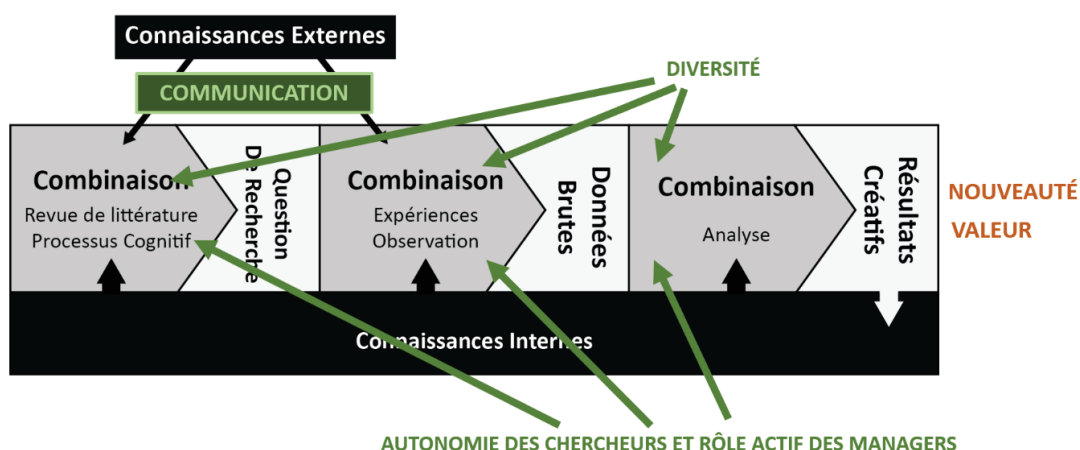 Connaissances Externes
COMMUNICATION
DIVERSITÉ
Combinaison
Revue de littérature
Processus Cognitif
Question
De Recherche
Combinaison
Expériences
Observation
Données
Brutes
Combinaison
Analyse
Résultats
Créatifs
NOUVEAUTÉ
VALEUR
Connaissances Internes
AUTONOMIE DES CHERCHEURS ET RÔLE ACTIF DES MANAGERS